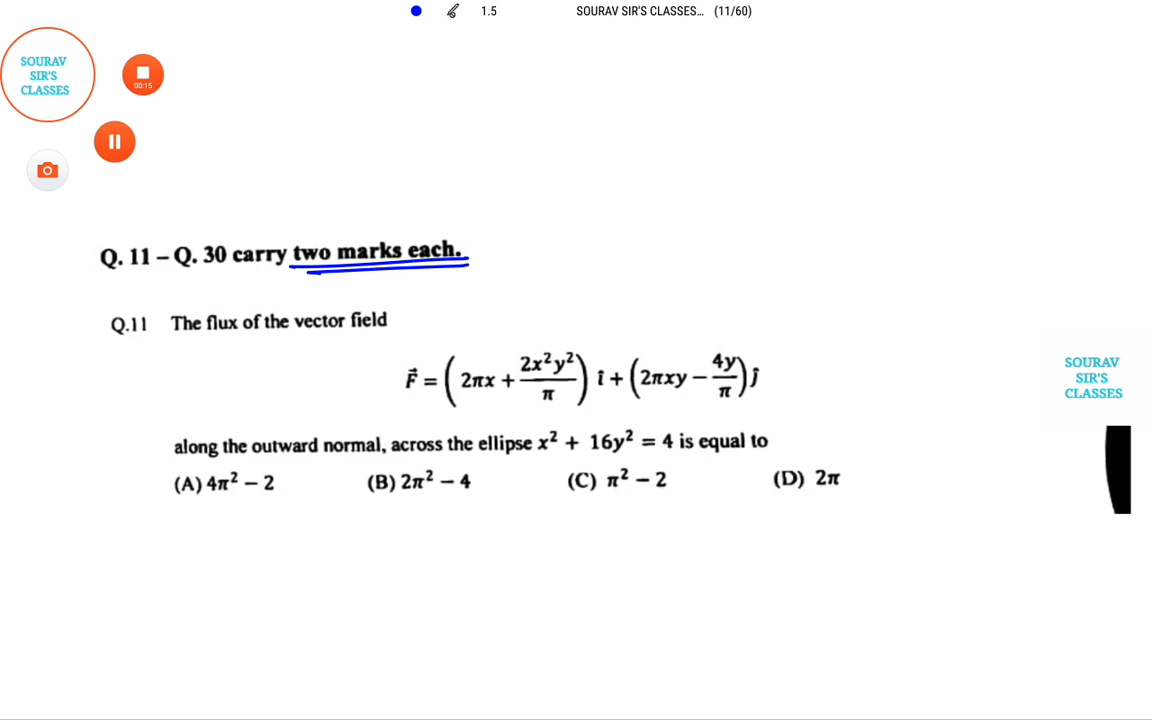 1.5 SOURAV SIR'S CLASSES... (11/60)
SOURAV
SIR'S
CLASSES
00:15
Q. 11 – Q. 30 carry two marks each.
Q.11 The flux of the vector field
F⃗ = ( 2πx + 2x²y²/π ) î + ( 2πxy − 4y/π ) ĵ
along the outward normal, across the ellipse x² + 16y² = 4 is equal to
(A) 4π² − 2 (B) 2π² − 4 (C) π² − 2 (D) 2π
SOURAV
SIR'S
CLASSES